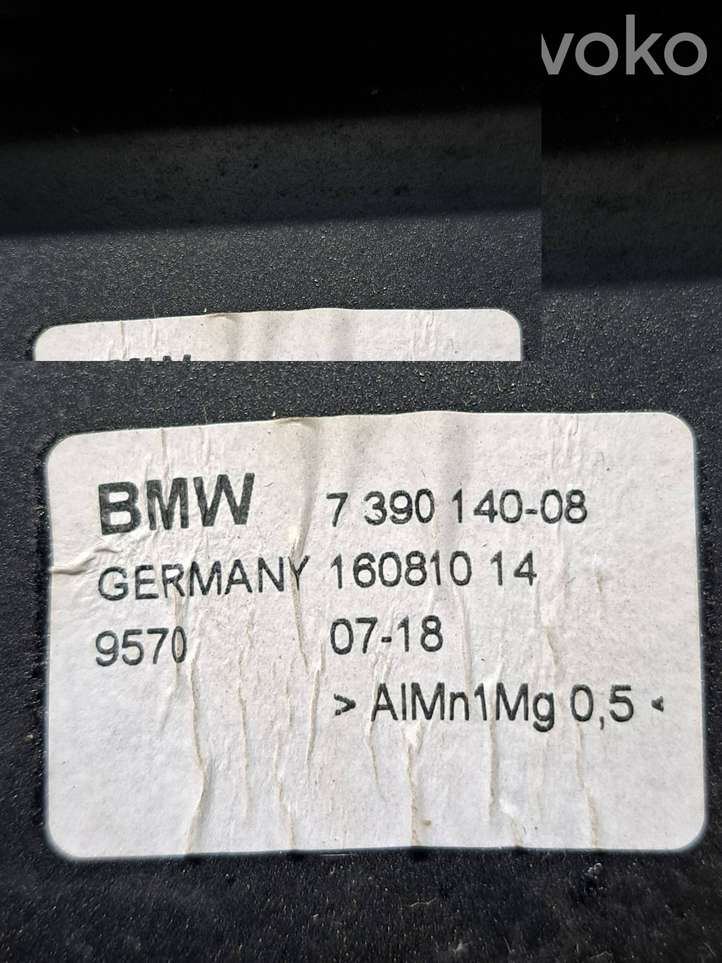 voko
BMW 7 390 140-08
GERMANY 160810 14
9570 07-18
> AlMn1Mg 0,5 <